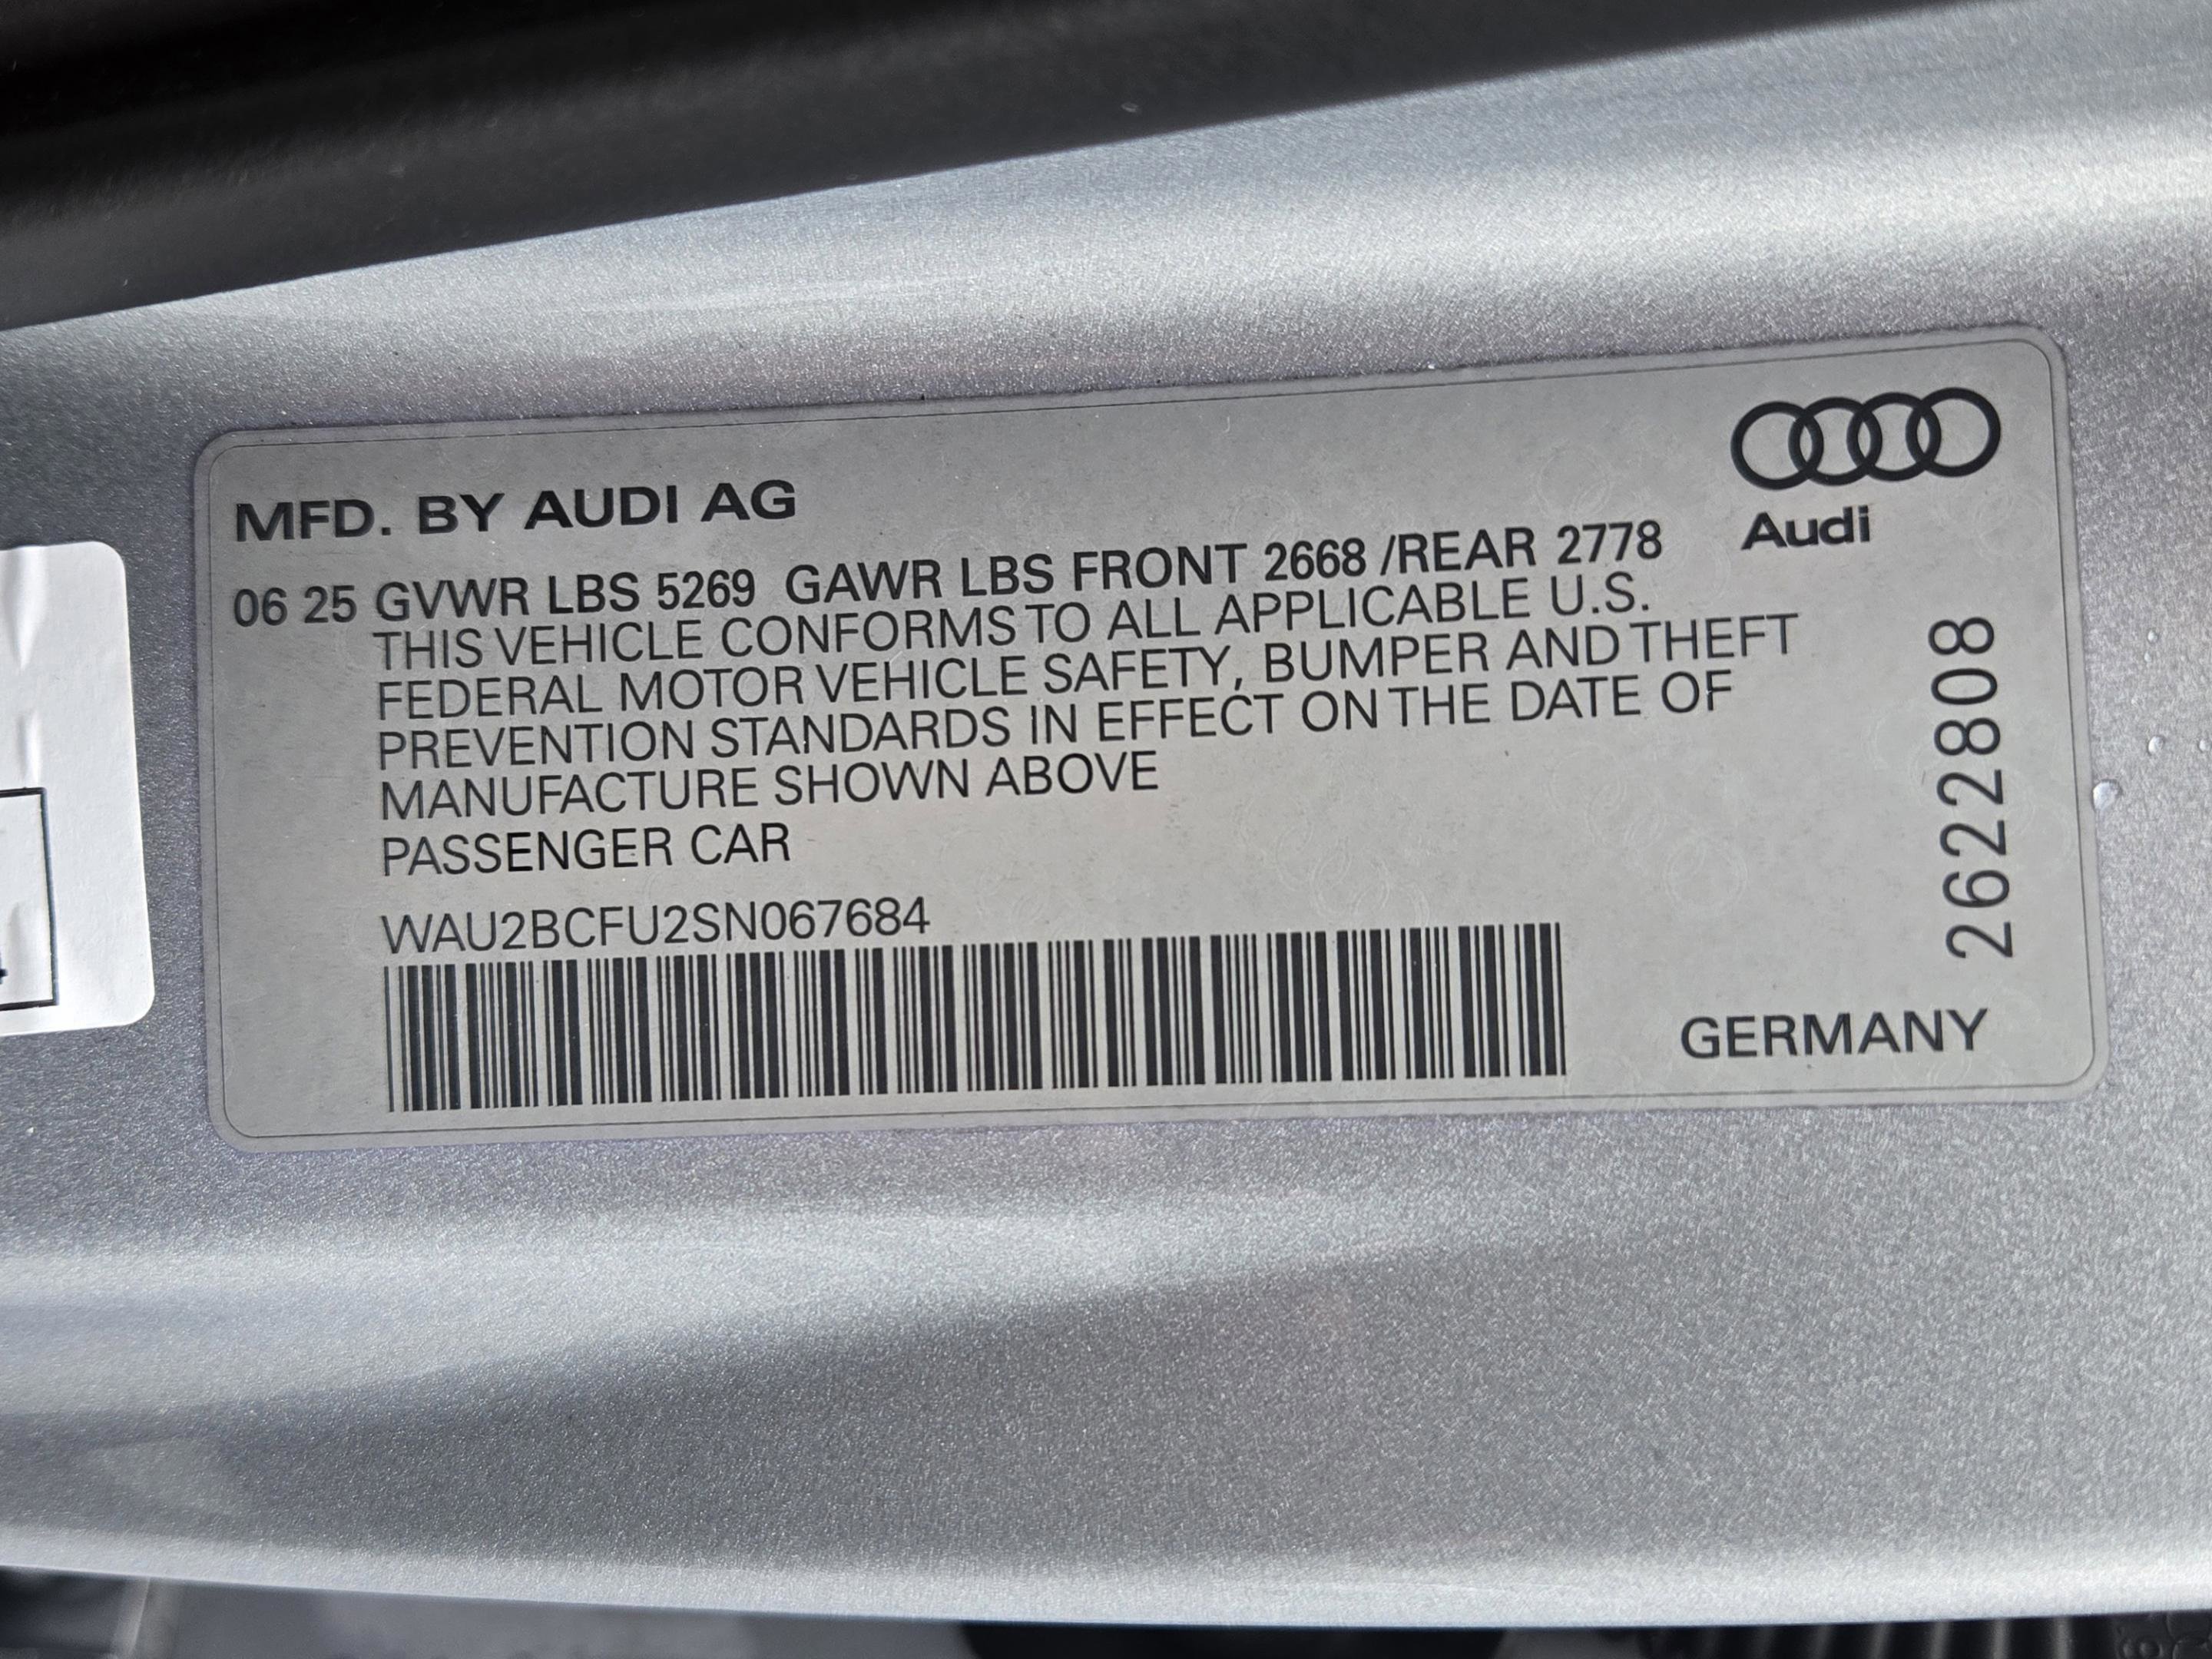 MFD. BY AUDI AG
Audi
06 25 GVWR LBS 5269 GAWR LBS FRONT 2668 /REAR 2778
THIS VEHICLE CONFORMS TO ALL APPLICABLE U.S.
FEDERAL MOTOR VEHICLE SAFETY, BUMPER AND THEFT
PREVENTION STANDARDS IN EFFECT ON THE DATE OF
MANUFACTURE SHOWN ABOVE
PASSENGER CAR
WAU2BCFU2SN067684
2622808
GERMANY